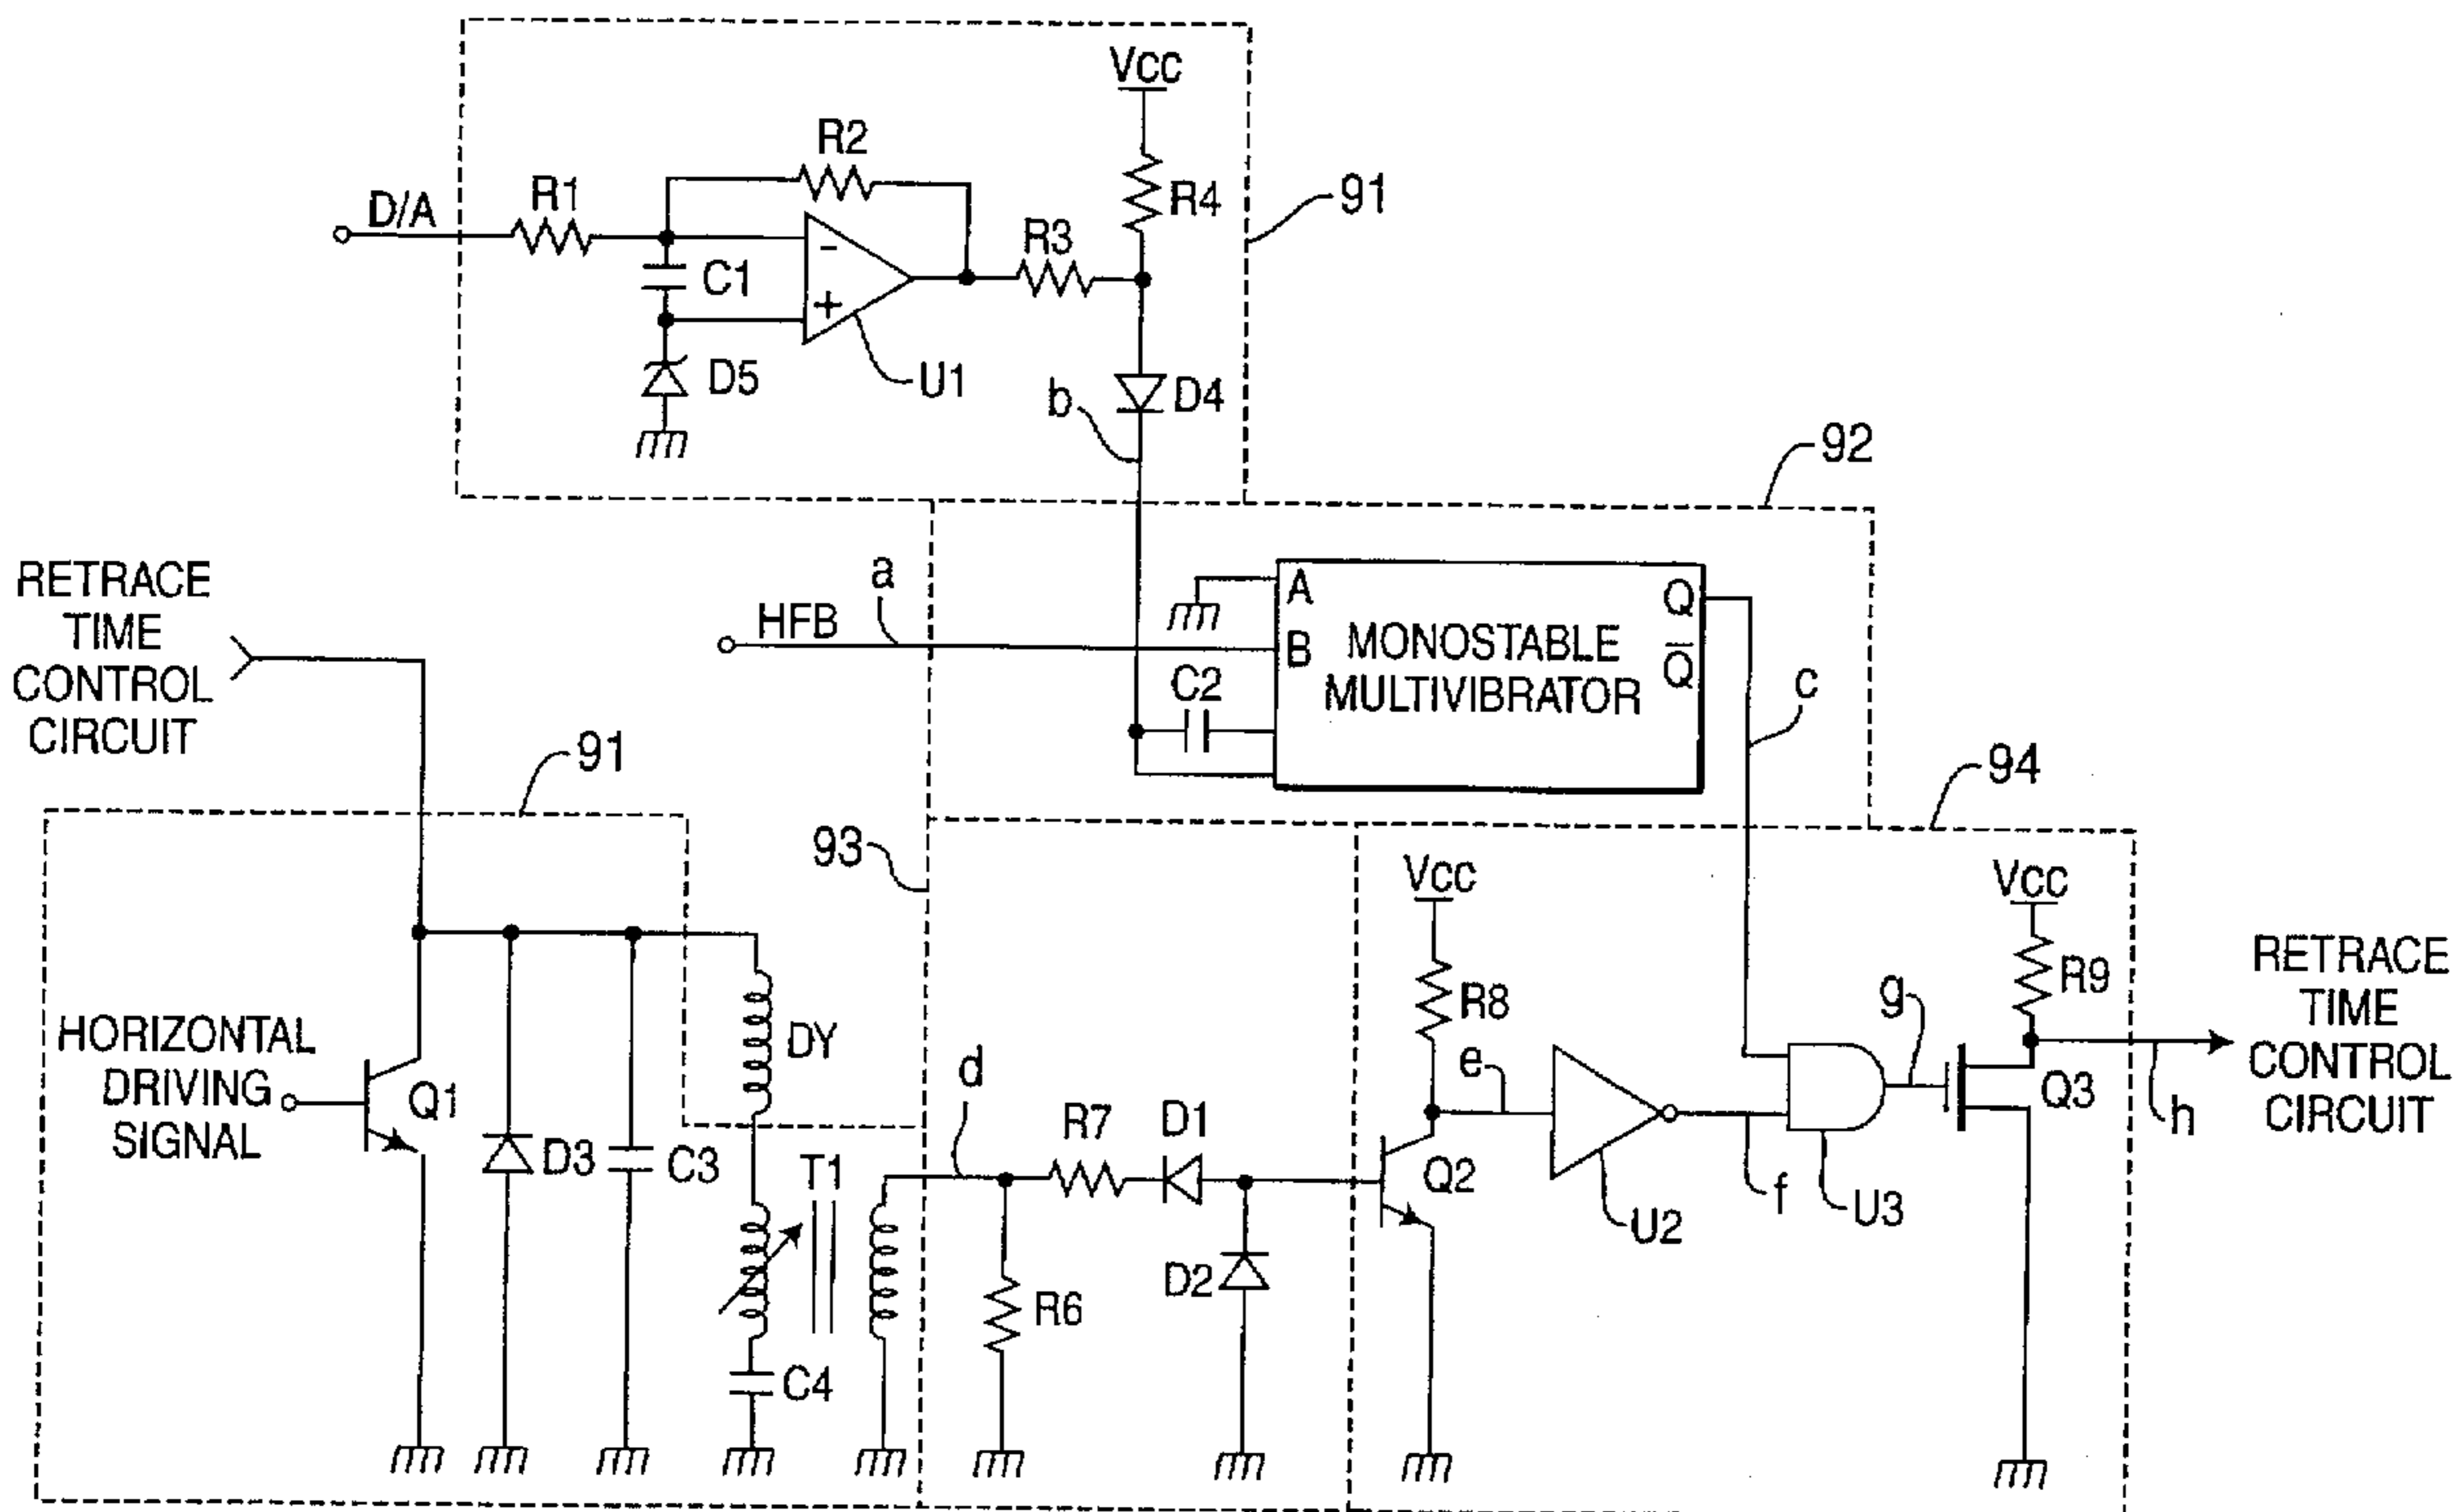 Vcc
R2
D/A
R1
R4
91
R3
C1
-
+
D5
U1
b
D4
92
RETRACE
TIME
CONTROL
CIRCUIT
a
HFB
A
B
MONOSTABLE
MULTIVIBRATOR
Q
Q̅
C2
c
91
94
93
Vcc
Vcc
R8
R9
g
RETRACE
TIME
CONTROL
CIRCUIT
HORIZONTAL
DRIVING
SIGNAL
Q1
DY
d
e
Q3
h
R7
D1
D3
C3
T1
Q2
f
U3
U2
D2
R6
C4